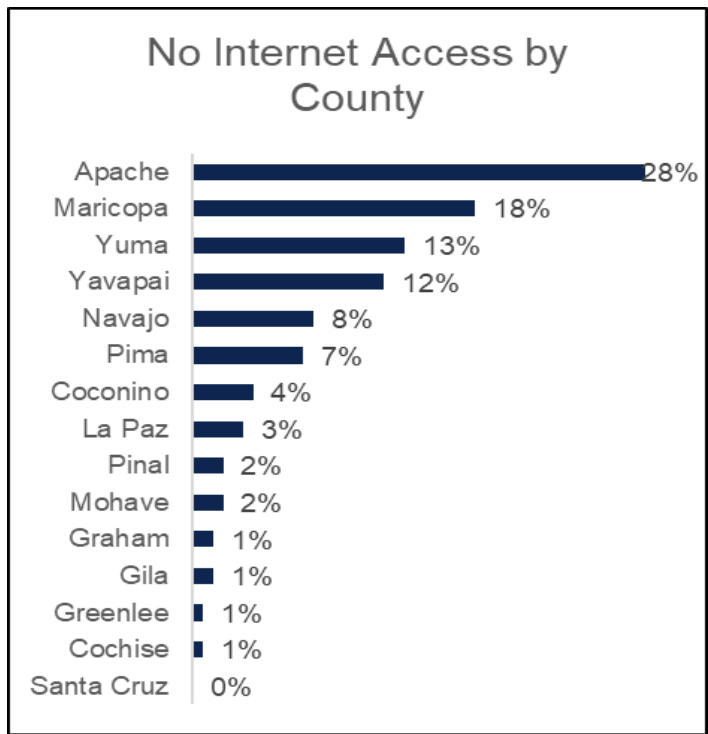 No Internet Access by
County
Apache 28%
Maricopa 18%
Yuma 13%
Yavapai 12%
Navajo 8%
Pima 7%
Coconino 4%
La Paz 3%
Pinal 2%
Mohave 2%
Graham 1%
Gila 1%
Greenlee 1%
Cochise 1%
Santa Cruz 0%